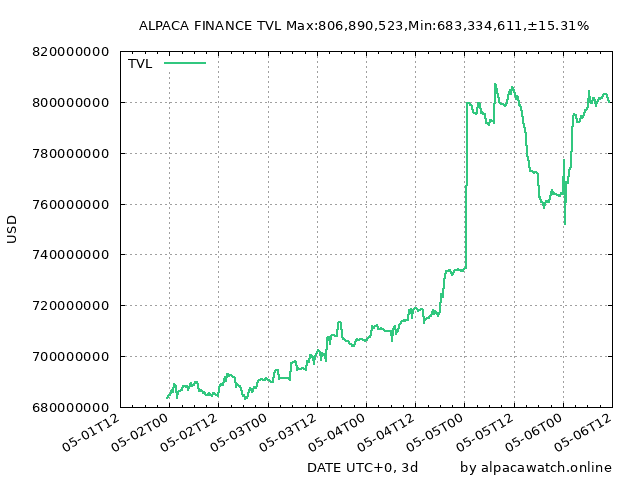 ALPACA FINANCE TVL Max:806,890,523,Min:683,334,611,±15.31%
820000000
TVL
800000000
780000000
760000000
USD
740000000
720000000
700000000
680000000
05-01T12
05-02T00
05-02T12
05-03T00
05-03T12
05-04T00
05-04T12
05-05T00
05-05T12
05-06T00
05-06T12
DATE UTC+0, 3d
by alpacawatch.online